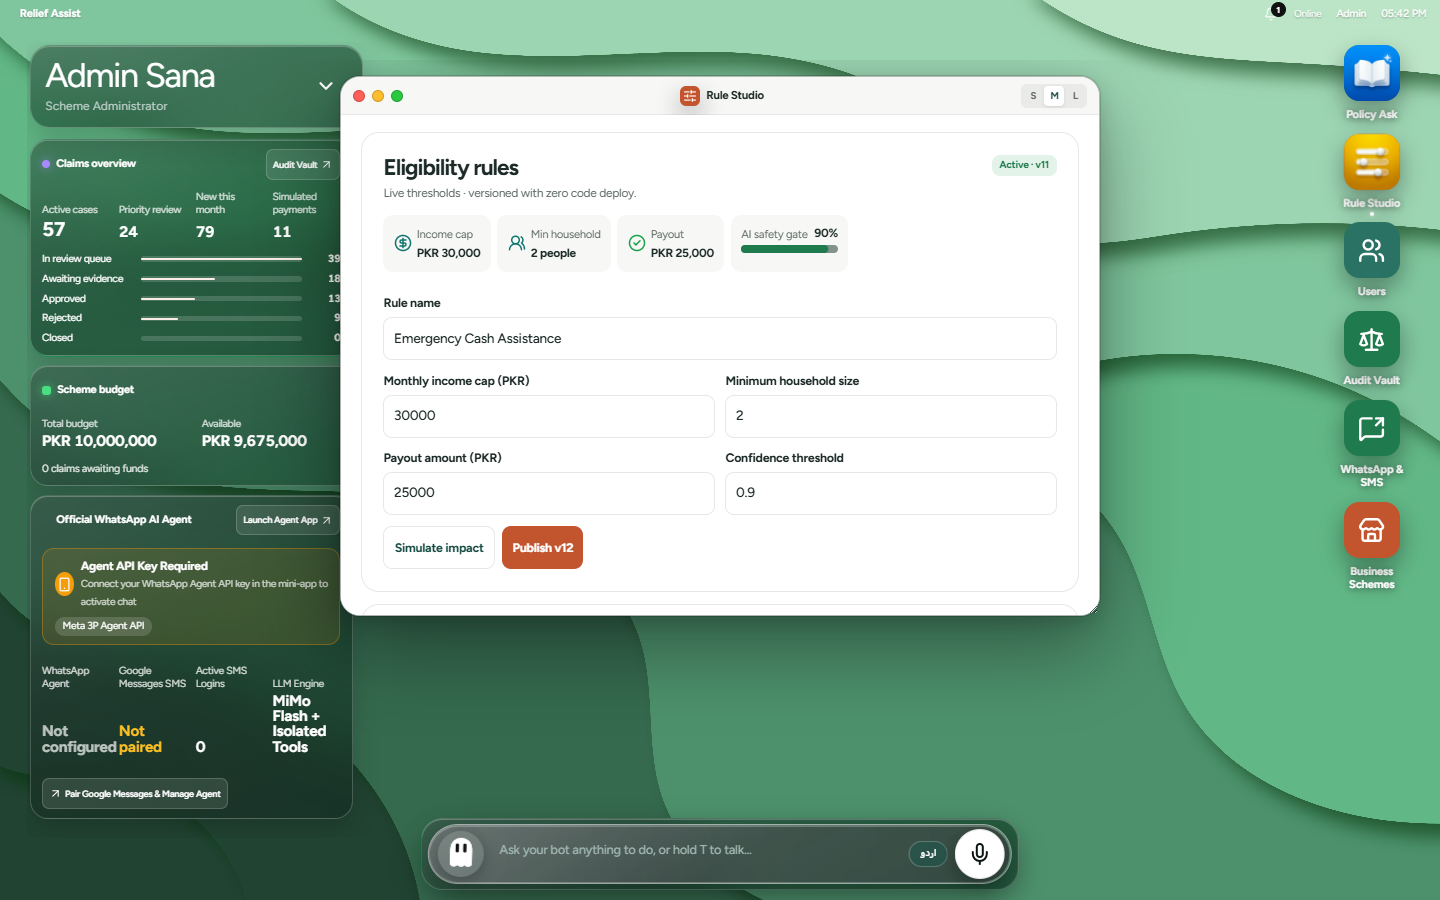 Relief Assist
1
Online
Admin
05:42 PM
Admin Sana
Scheme Administrator
Claims overview
Audit Vault
Active cases
57
Priority review
24
New this
month
79
Simulated
payments
11
In review queue
39
Awaiting evidence
18
Approved
13
Rejected
9
Closed
0
Scheme budget
Total budget
PKR 10,000,000
Available
PKR 9,675,000
0 claims awaiting funds
Official WhatsApp AI Agent
Launch Agent App
Agent API Key Required
Connect your WhatsApp Agent API key in the mini-app to
activate chat
Meta 3P Agent API
WhatsApp
Agent
Not
configured
Google
Messages SMS
Not
paired
Active SMS
Logins
0
LLM Engine
MiMo
Flash +
Isolated
Tools
Pair Google Messages & Manage Agent
Rule Studio
S
M
L
Eligibility rules
Active · v11
Live thresholds · versioned with zero code deploy.
Income cap
PKR 30,000
Min household
2 people
Payout
PKR 25,000
AI safety gate 90%
Rule name
Emergency Cash Assistance
Monthly income cap (PKR)
30000
Minimum household size
2
Payout amount (PKR)
25000
Confidence threshold
0.9
Simulate impact
Publish v12
Policy Ask
Rule Studio
Users
Audit Vault
WhatsApp &
SMS
Business
Schemes
Ask your bot anything to do, or hold T to talk...
اردو